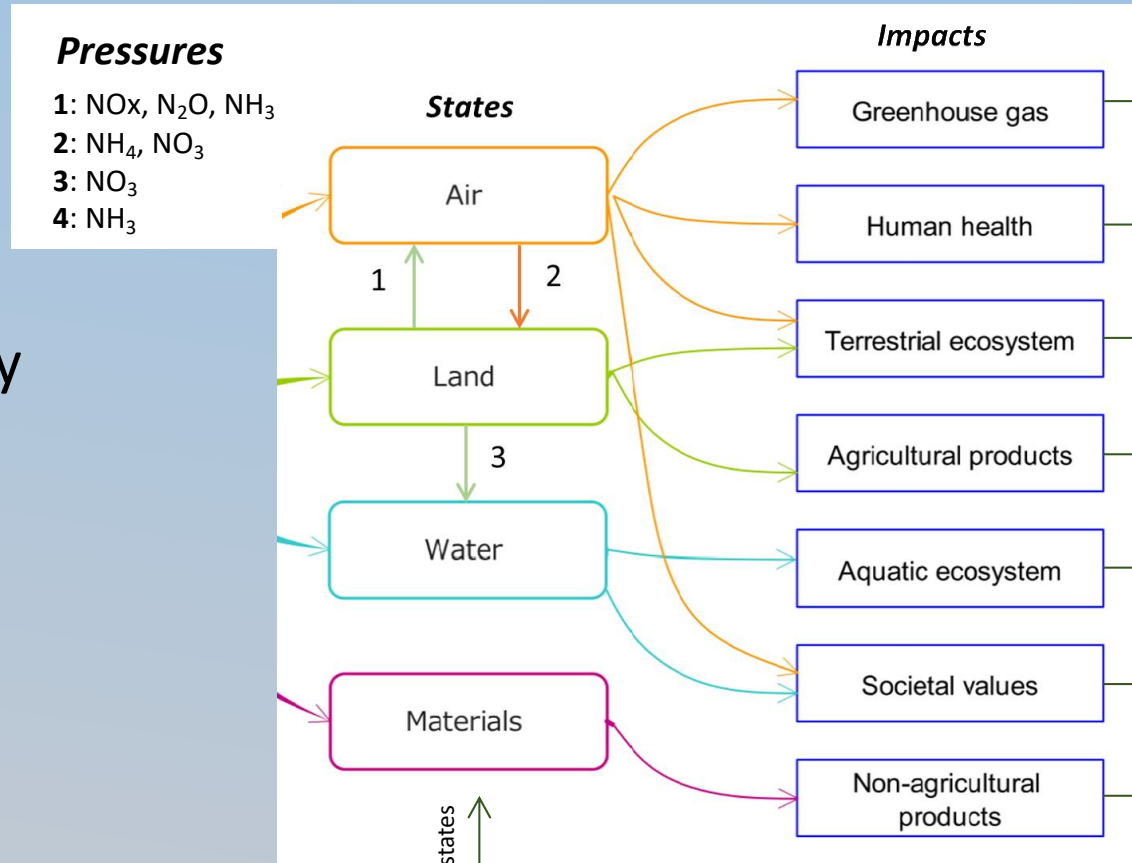 Pressures
1: NOx, N₂O, NH₃
2: NH₄, NO₃
3: NO₃
4: NH₃
States
Impacts
Air
Greenhouse gas
Human health
1
2
y
Land
Terrestrial ecosystem
Agricultural products
3
Water
Aquatic ecosystem
Societal values
Materials
Non-agricultural
products
states